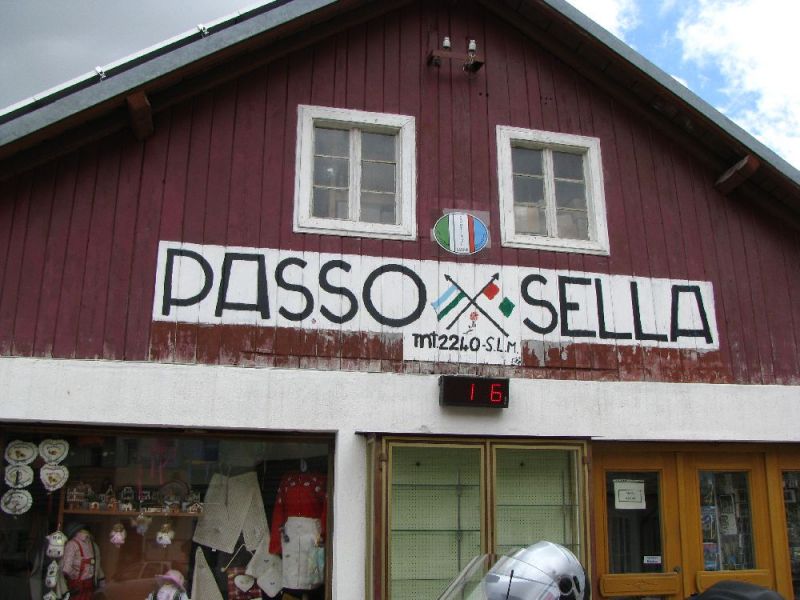 PASSO SELLA
mt 2240-S.L.M.
16